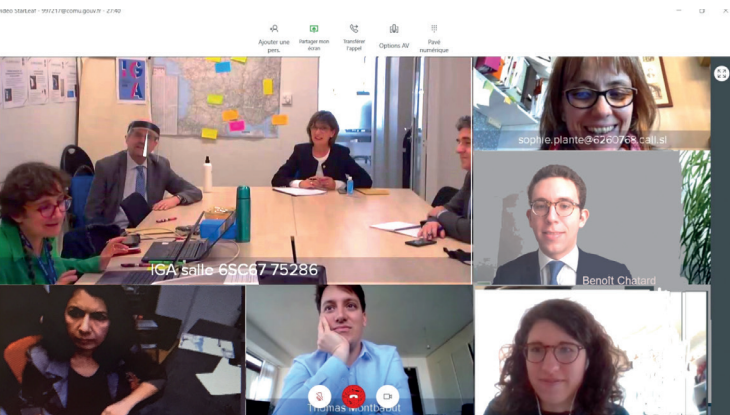 Ajouter une
pers.
Partager mon
écran
Transférer
l'appel
Options AV
Pavé
numérique
sophie.plante@6260768.call.sl
IGA salle 6SC67 75286
Benoît Chatard
Thomas Montbabut